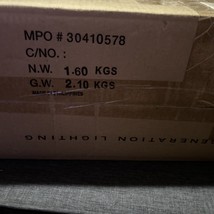 MPO # 30410578
C/NO. :
N.W. 1.60 KGS
G.W. 2.10 KGS
GENERATION LIGHTING